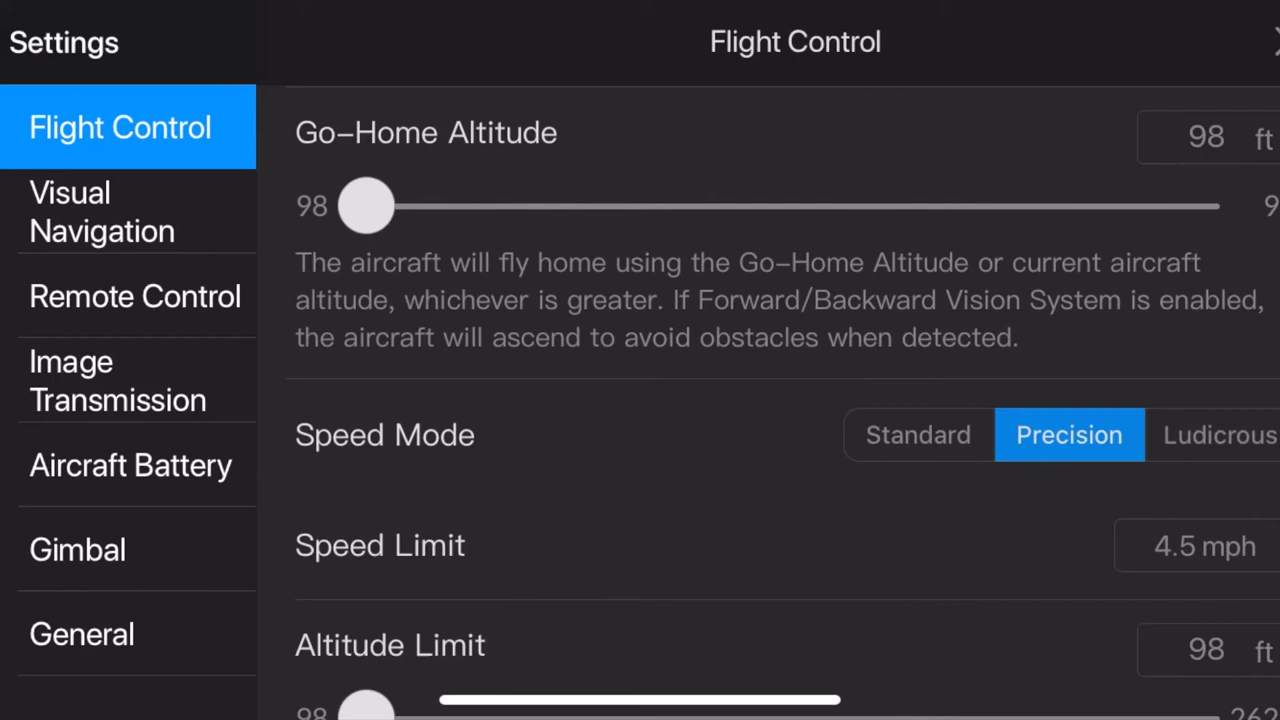 Settings
Flight Control
Flight Control
Visual
Navigation
Remote Control
Image
Transmission
Aircraft Battery
Gimbal
General
Go-Home Altitude
98 ft
98
9
The aircraft will fly home using the Go-Home Altitude or current aircraft
altitude, whichever is greater. If Forward/Backward Vision System is enabled,
the aircraft will ascend to avoid obstacles when detected.
Speed Mode
Standard
Precision
Ludicrous
Speed Limit
4.5 mph
Altitude Limit
98 ft
98
262